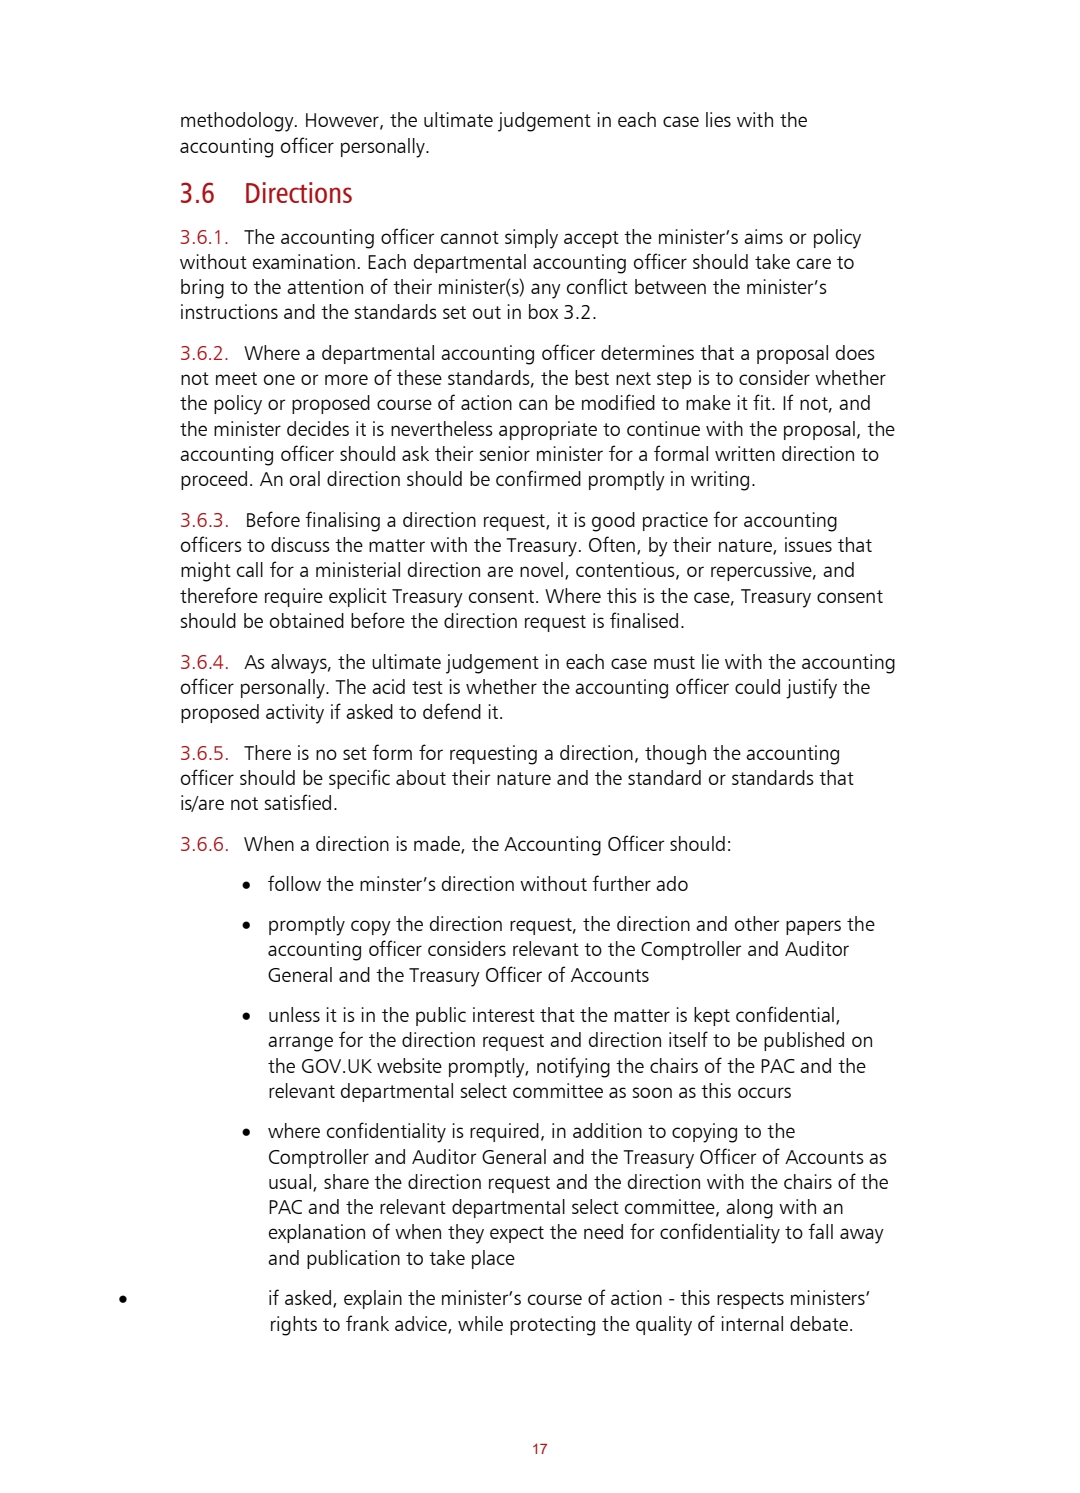 methodology. However, the ultimate judgement in each case lies with the
accounting officer personally.
3.6 Directions
3.6.1. The accounting officer cannot simply accept the minister’s aims or policy
without examination. Each departmental accounting officer should take care to
bring to the attention of their minister(s) any conflict between the minister’s
instructions and the standards set out in box 3.2.
3.6.2. Where a departmental accounting officer determines that a proposal does
not meet one or more of these standards, the best next step is to consider whether
the policy or proposed course of action can be modified to make it fit. If not, and
the minister decides it is nevertheless appropriate to continue with the proposal, the
accounting officer should ask their senior minister for a formal written direction to
proceed. An oral direction should be confirmed promptly in writing.
3.6.3. Before finalising a direction request, it is good practice for accounting
officers to discuss the matter with the Treasury. Often, by their nature, issues that
might call for a ministerial direction are novel, contentious, or repercussive, and
therefore require explicit Treasury consent. Where this is the case, Treasury consent
should be obtained before the direction request is finalised.
3.6.4. As always, the ultimate judgement in each case must lie with the accounting
officer personally. The acid test is whether the accounting officer could justify the
proposed activity if asked to defend it.
3.6.5. There is no set form for requesting a direction, though the accounting
officer should be specific about their nature and the standard or standards that
is/are not satisfied.
3.6.6. When a direction is made, the Accounting Officer should:
• follow the minster’s direction without further ado
• promptly copy the direction request, the direction and other papers the
accounting officer considers relevant to the Comptroller and Auditor
General and the Treasury Officer of Accounts
• unless it is in the public interest that the matter is kept confidential,
arrange for the direction request and direction itself to be published on
the GOV.UK website promptly, notifying the chairs of the PAC and the
relevant departmental select committee as soon as this occurs
• where confidentiality is required, in addition to copying to the
Comptroller and Auditor General and the Treasury Officer of Accounts as
usual, share the direction request and the direction with the chairs of the
PAC and the relevant departmental select committee, along with an
explanation of when they expect the need for confidentiality to fall away
and publication to take place
• if asked, explain the minister’s course of action - this respects ministers’
rights to frank advice, while protecting the quality of internal debate.
17